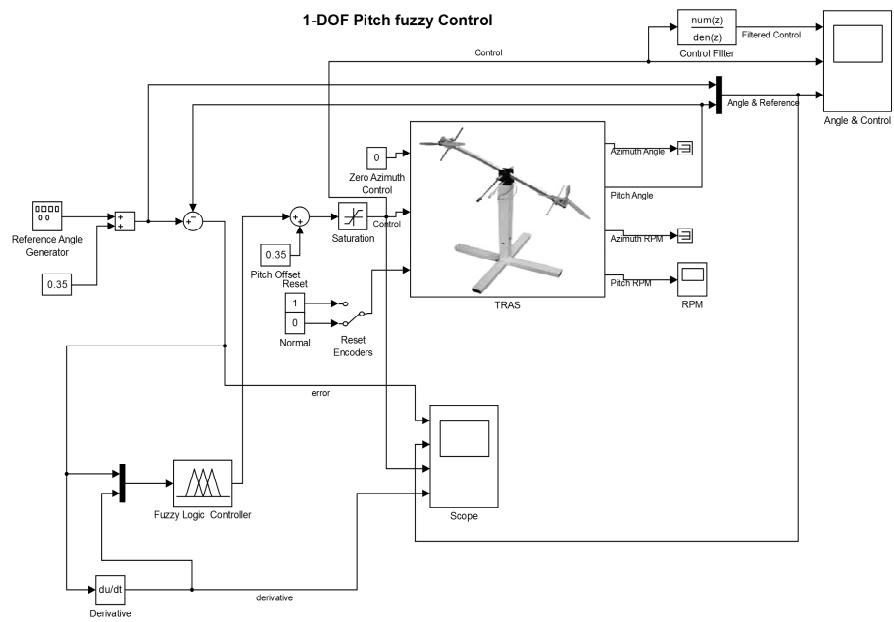 1-DOF Pitch fuzzy Control
num(z)
den(z)
Control Filter
Filtered Control
Control
Angle & Reference
Angle & Control
0
Zero Azimuth
Control
Azimuth Angle
Pitch Angle
Azimuth RPM
Pitch RPM
RPM
TRAS
Reference Angle
Generator
0.35
Saturation
Control
0.35
Pitch Offset
Reset
1
0
Normal
Reset
Encoders
error
Scope
Fuzzy Logic Controller
du/dt
Derivative
derivative